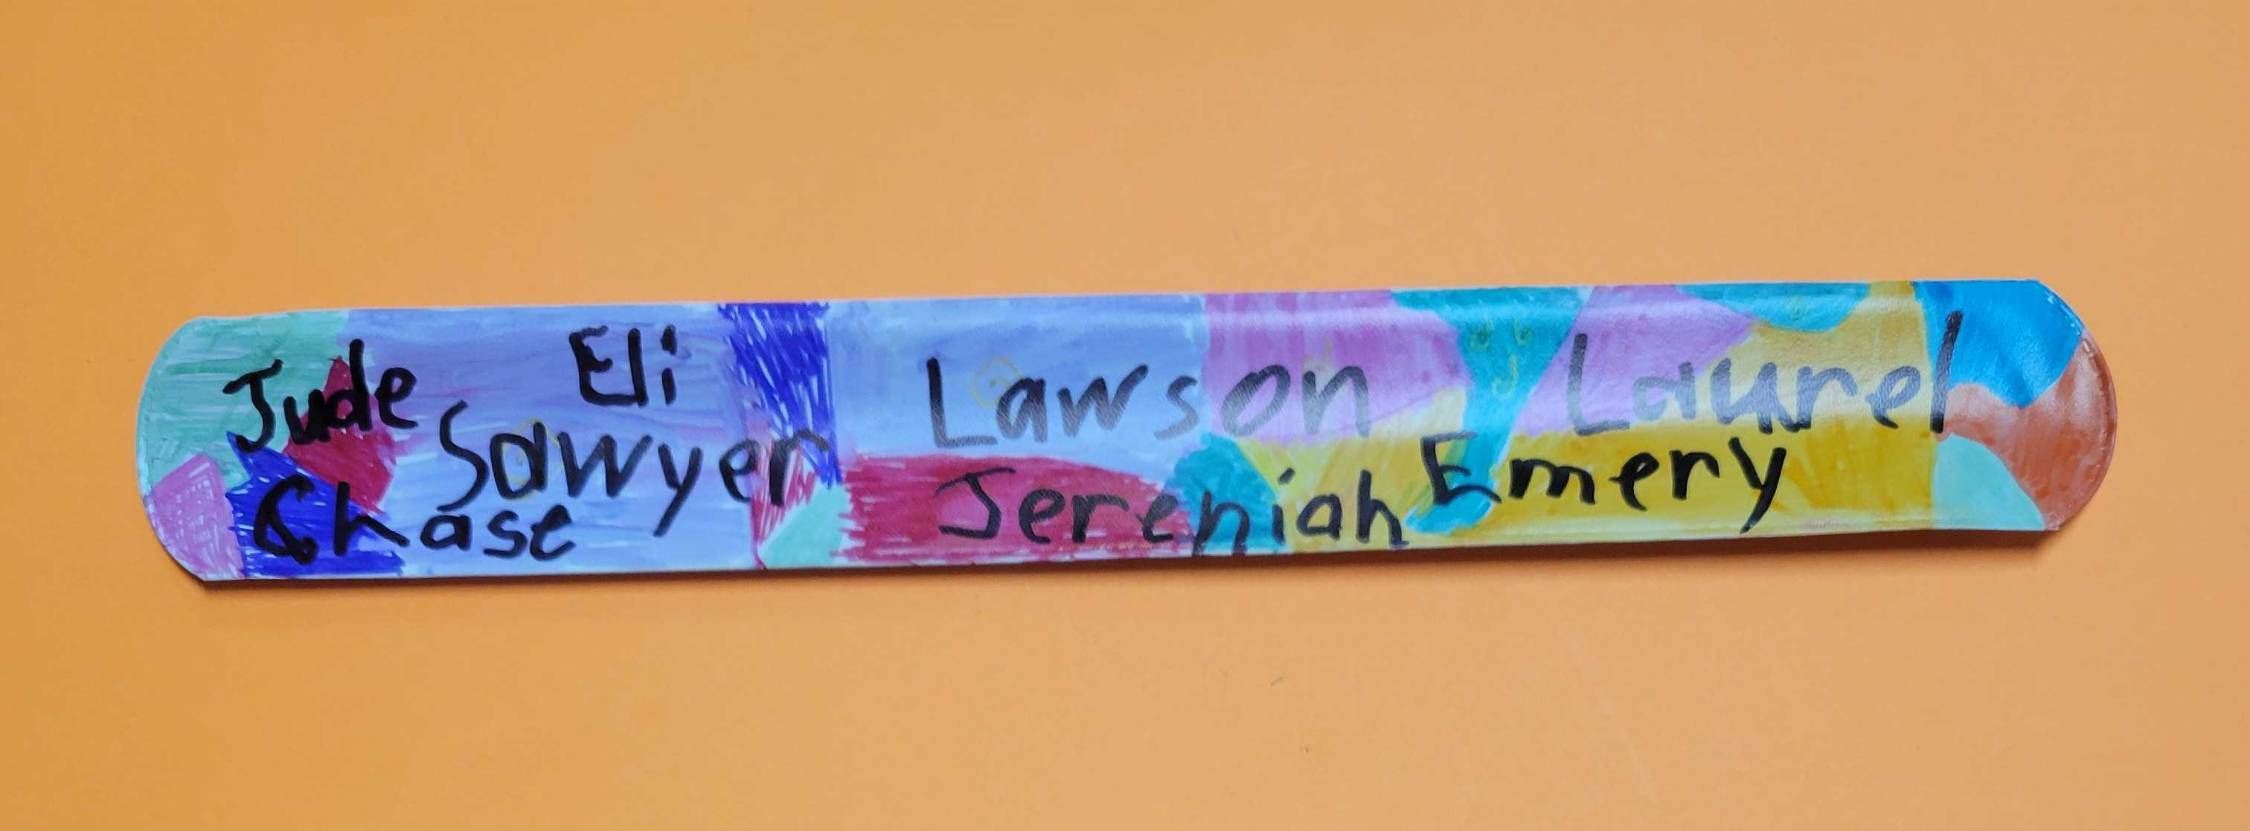 Jude Eli Lawson Laurel
Sawyer Emery
Chase Jereniah